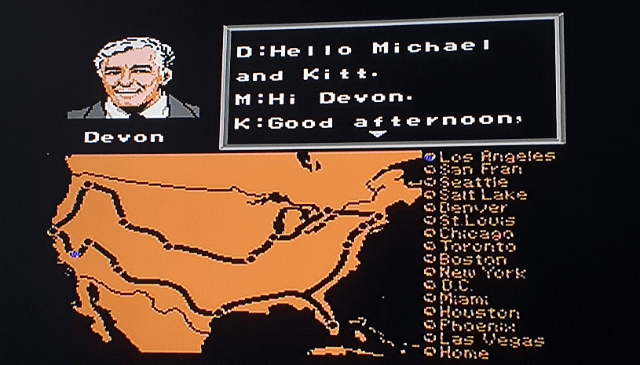 D:Hello Michael
and Kitt.
M:Hi Devon.
K:Good afternoon,
Devon
Los Angeles
San Fran
Seattle
Salt Lake
Denver
St.Louis
Chicago
Toronto
Boston
New York
D.C.
Miami
Houston
Phoenix
Las Vegas
Home